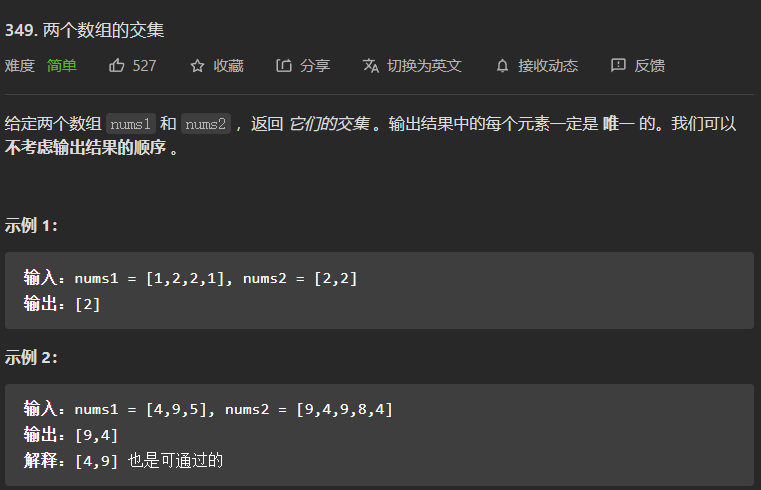 349. 两个数组的交集
难度 简单 527 收藏 分享 切换为英文 接收动态 反馈
给定两个数组 nums1 和 nums2 ，返回 它们的交集 。输出结果中的每个元素一定是 唯一 的。我们可以
不考虑输出结果的顺序 。
示例 1：
输入：nums1 = [1,2,2,1], nums2 = [2,2]
输出：[2]
示例 2：
输入：nums1 = [4,9,5], nums2 = [9,4,9,8,4]
输出：[9,4]
解释：[4,9] 也是可通过的